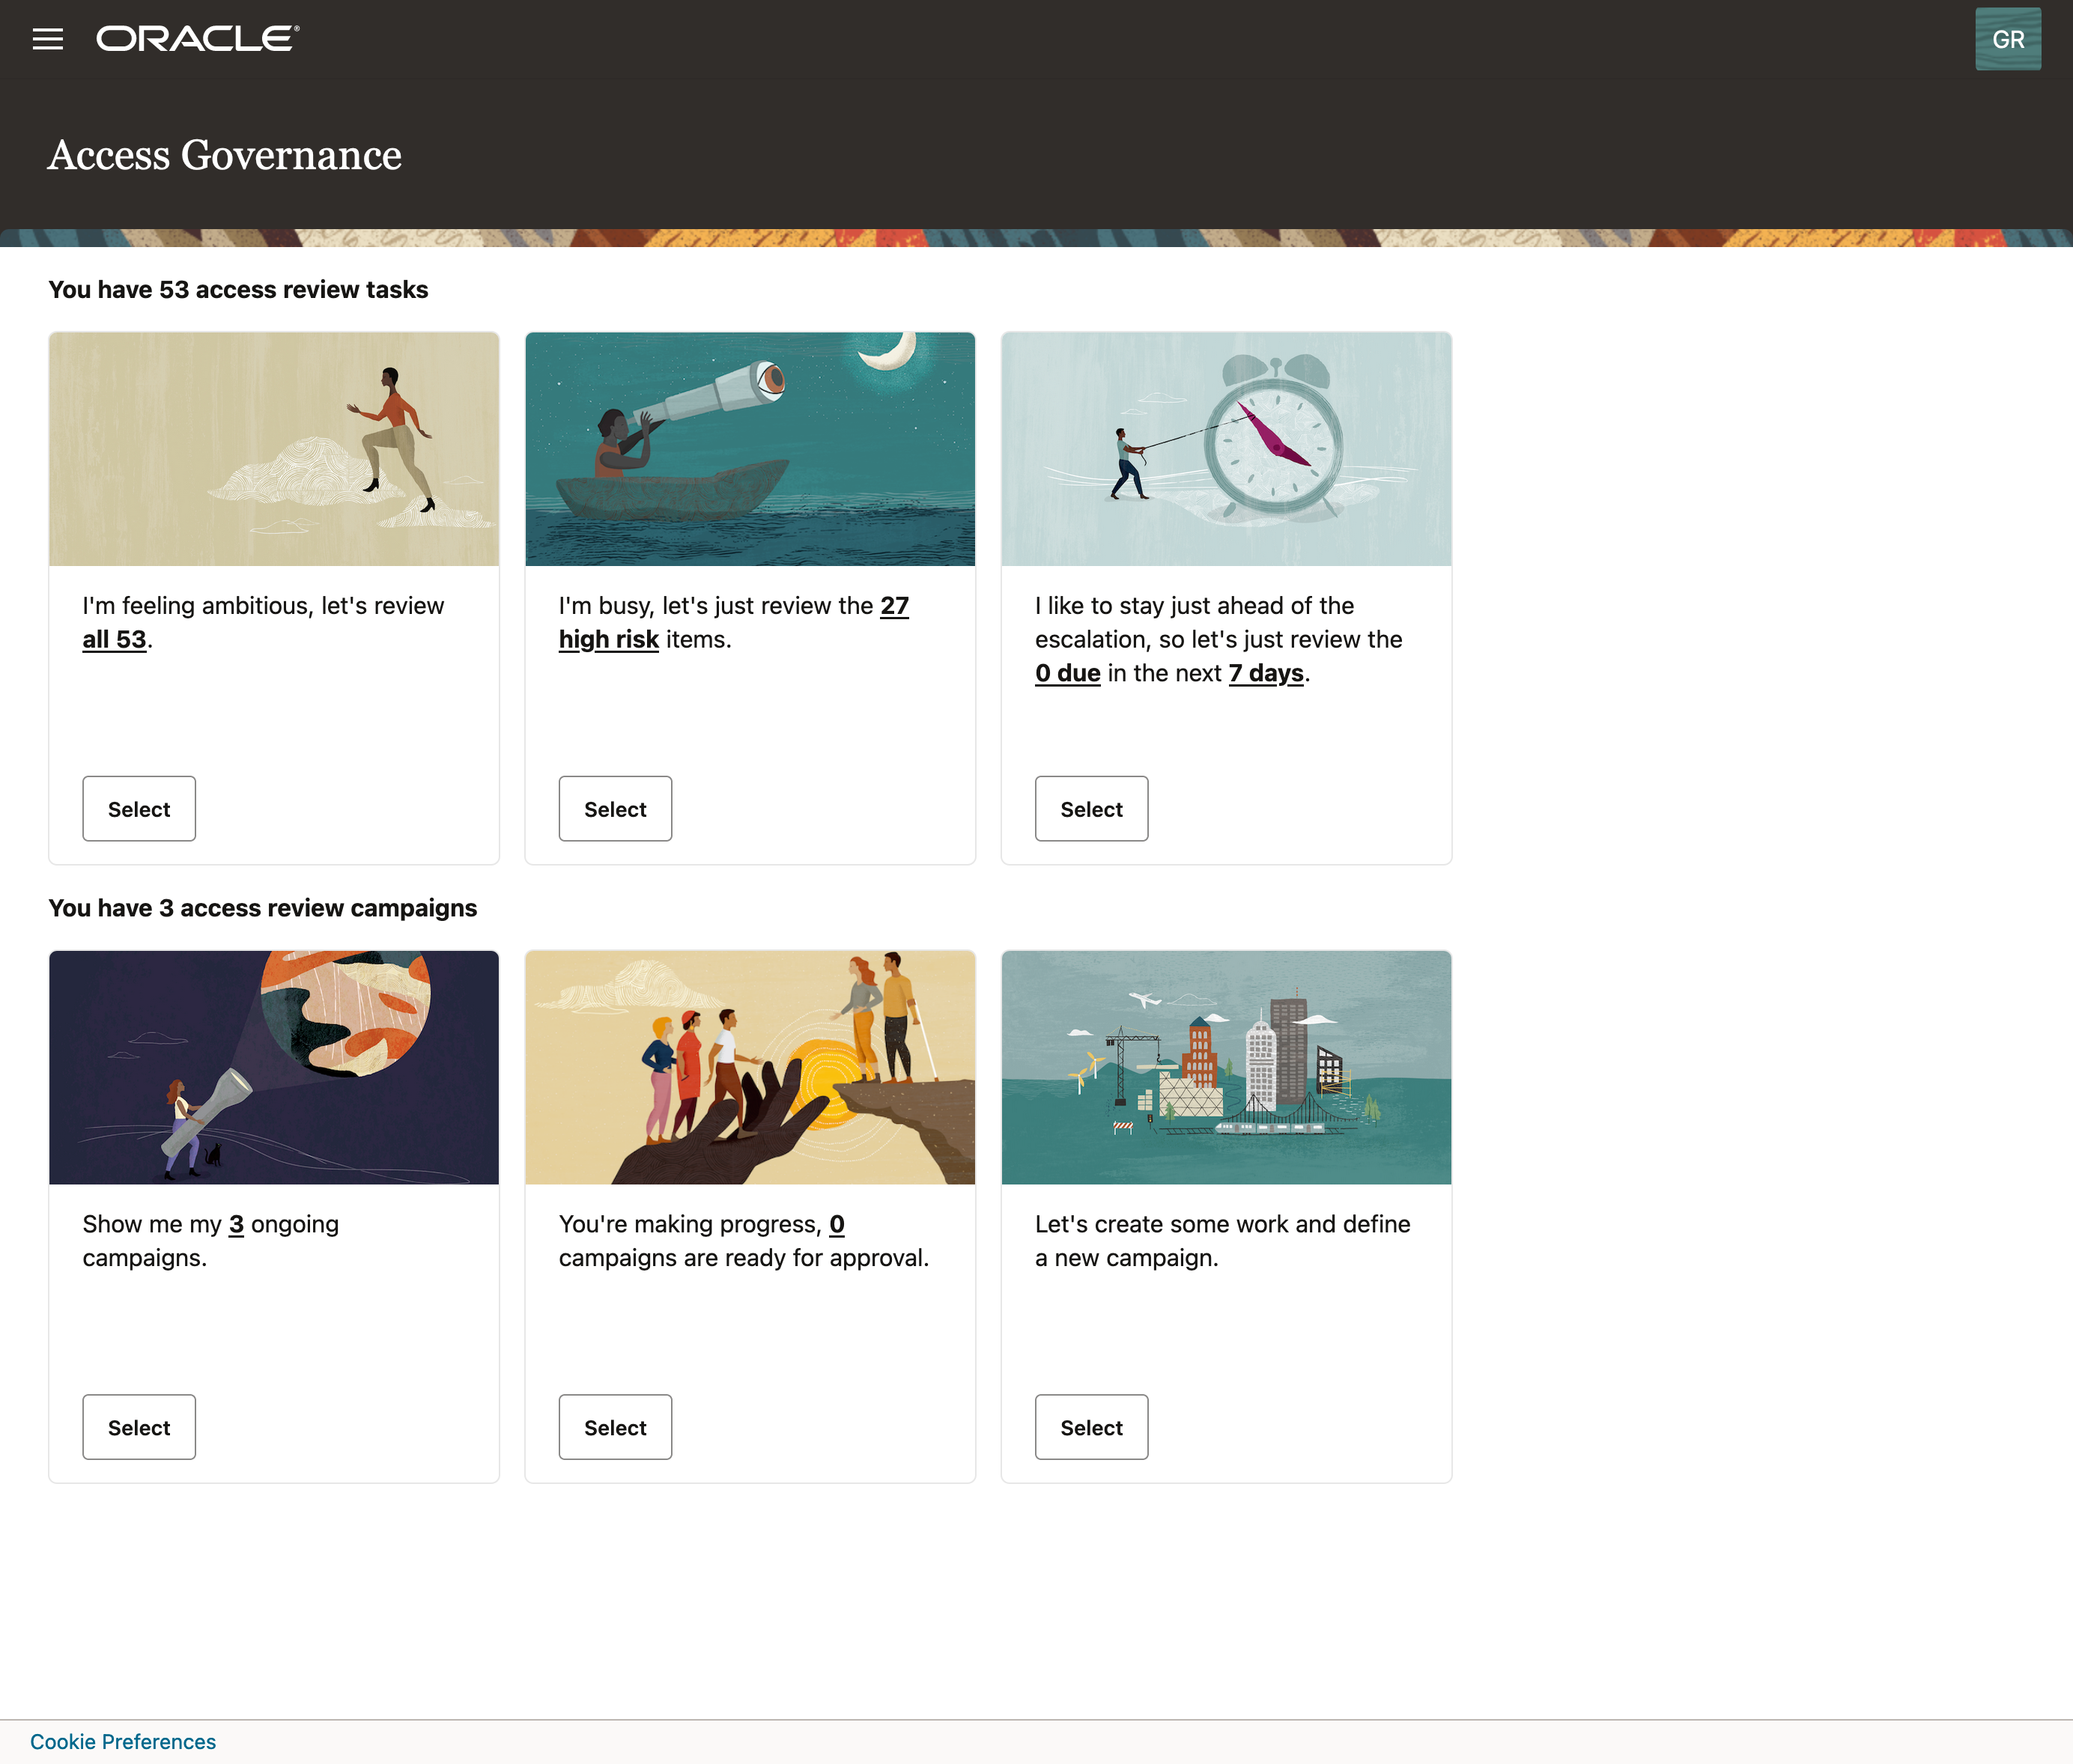 ORACLE®
GR
Access Governance
You have 53 access review tasks
I'm feeling ambitious, let's review
all 53.
Select
I'm busy, let's just review the 27
high risk items.
Select
I like to stay just ahead of the
escalation, so let's just review the
0 due in the next 7 days.
Select
You have 3 access review campaigns
Show me my 3 ongoing
campaigns.
Select
You're making progress, 0
campaigns are ready for approval.
Select
Let's create some work and define
a new campaign.
Select
Cookie Preferences